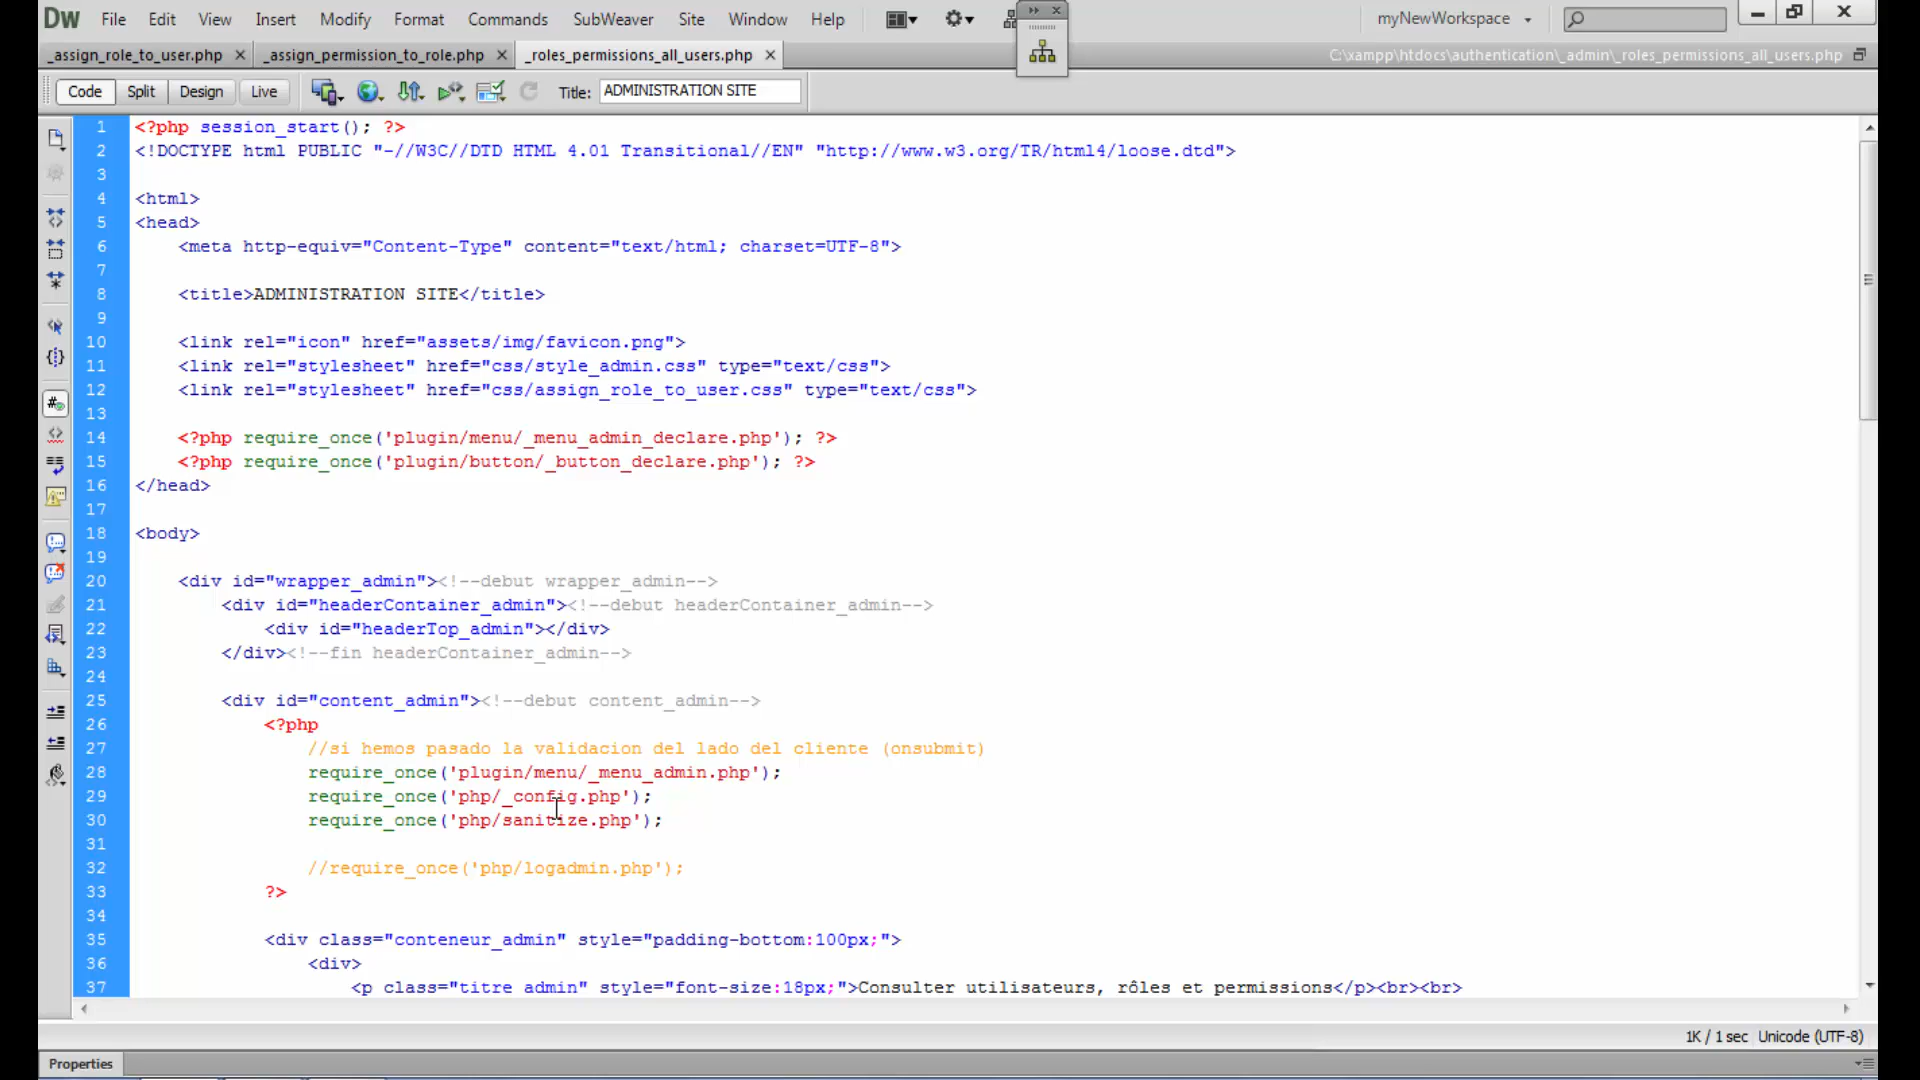 Dw File Edit View Insert Modify Format Commands SubWeaver Site Window Help myNewWorkspace
_assign_role_to_user.php _assign_permission_to_role.php _roles_permissions_all_users.php C:\xampp\htdocs\authentication\_admin\_roles_permissions_all_users.php
Code Split Design Live Title: ADMINISTRATION SITE
1 <?php session_start(); ?>
2 <!DOCTYPE html PUBLIC "-//W3C//DTD HTML 4.01 Transitional//EN" "http://www.w3.org/TR/html4/loose.dtd">
3
4 <html>
5 <head>
6 <meta http-equiv="Content-Type" content="text/html; charset=UTF-8">
7
8 <title>ADMINISTRATION SITE</title>
9
10 <link rel="icon" href="assets/img/favicon.png">
11 <link rel="stylesheet" href="css/style_admin.css" type="text/css">
12 <link rel="stylesheet" href="css/assign_role_to_user.css" type="text/css">
13
14 <?php require_once('plugin/menu/_menu_admin_declare.php'); ?>
15 <?php require_once('plugin/button/_button_declare.php'); ?>
16 </head>
17
18 <body>
19
20 <div id="wrapper_admin"><!--debut wrapper_admin-->
21 <div id="headerContainer_admin"><!--debut headerContainer_admin-->
22 <div id="headerTop_admin"></div>
23 </div><!--fin headerContainer_admin-->
24
25 <div id="content_admin"><!--debut content_admin-->
26 <?php
27 //si hemos pasado la validacion del lado del cliente (onsubmit)
28 require_once('plugin/menu/_menu_admin.php');
29 require_once('php/_config.php');
30 require_once('php/sanitize.php');
31
32 //require_once('php/logadmin.php');
33 ?>
34
35 <div class="conteneur_admin" style="padding-bottom:100px;">
36 <div>
37 <p class="titre admin" style="font-size:18px;">Consulter utilisateurs, rôles et permissions</p><br><br>
1K / 1 sec Unicode (UTF-8)
Properties